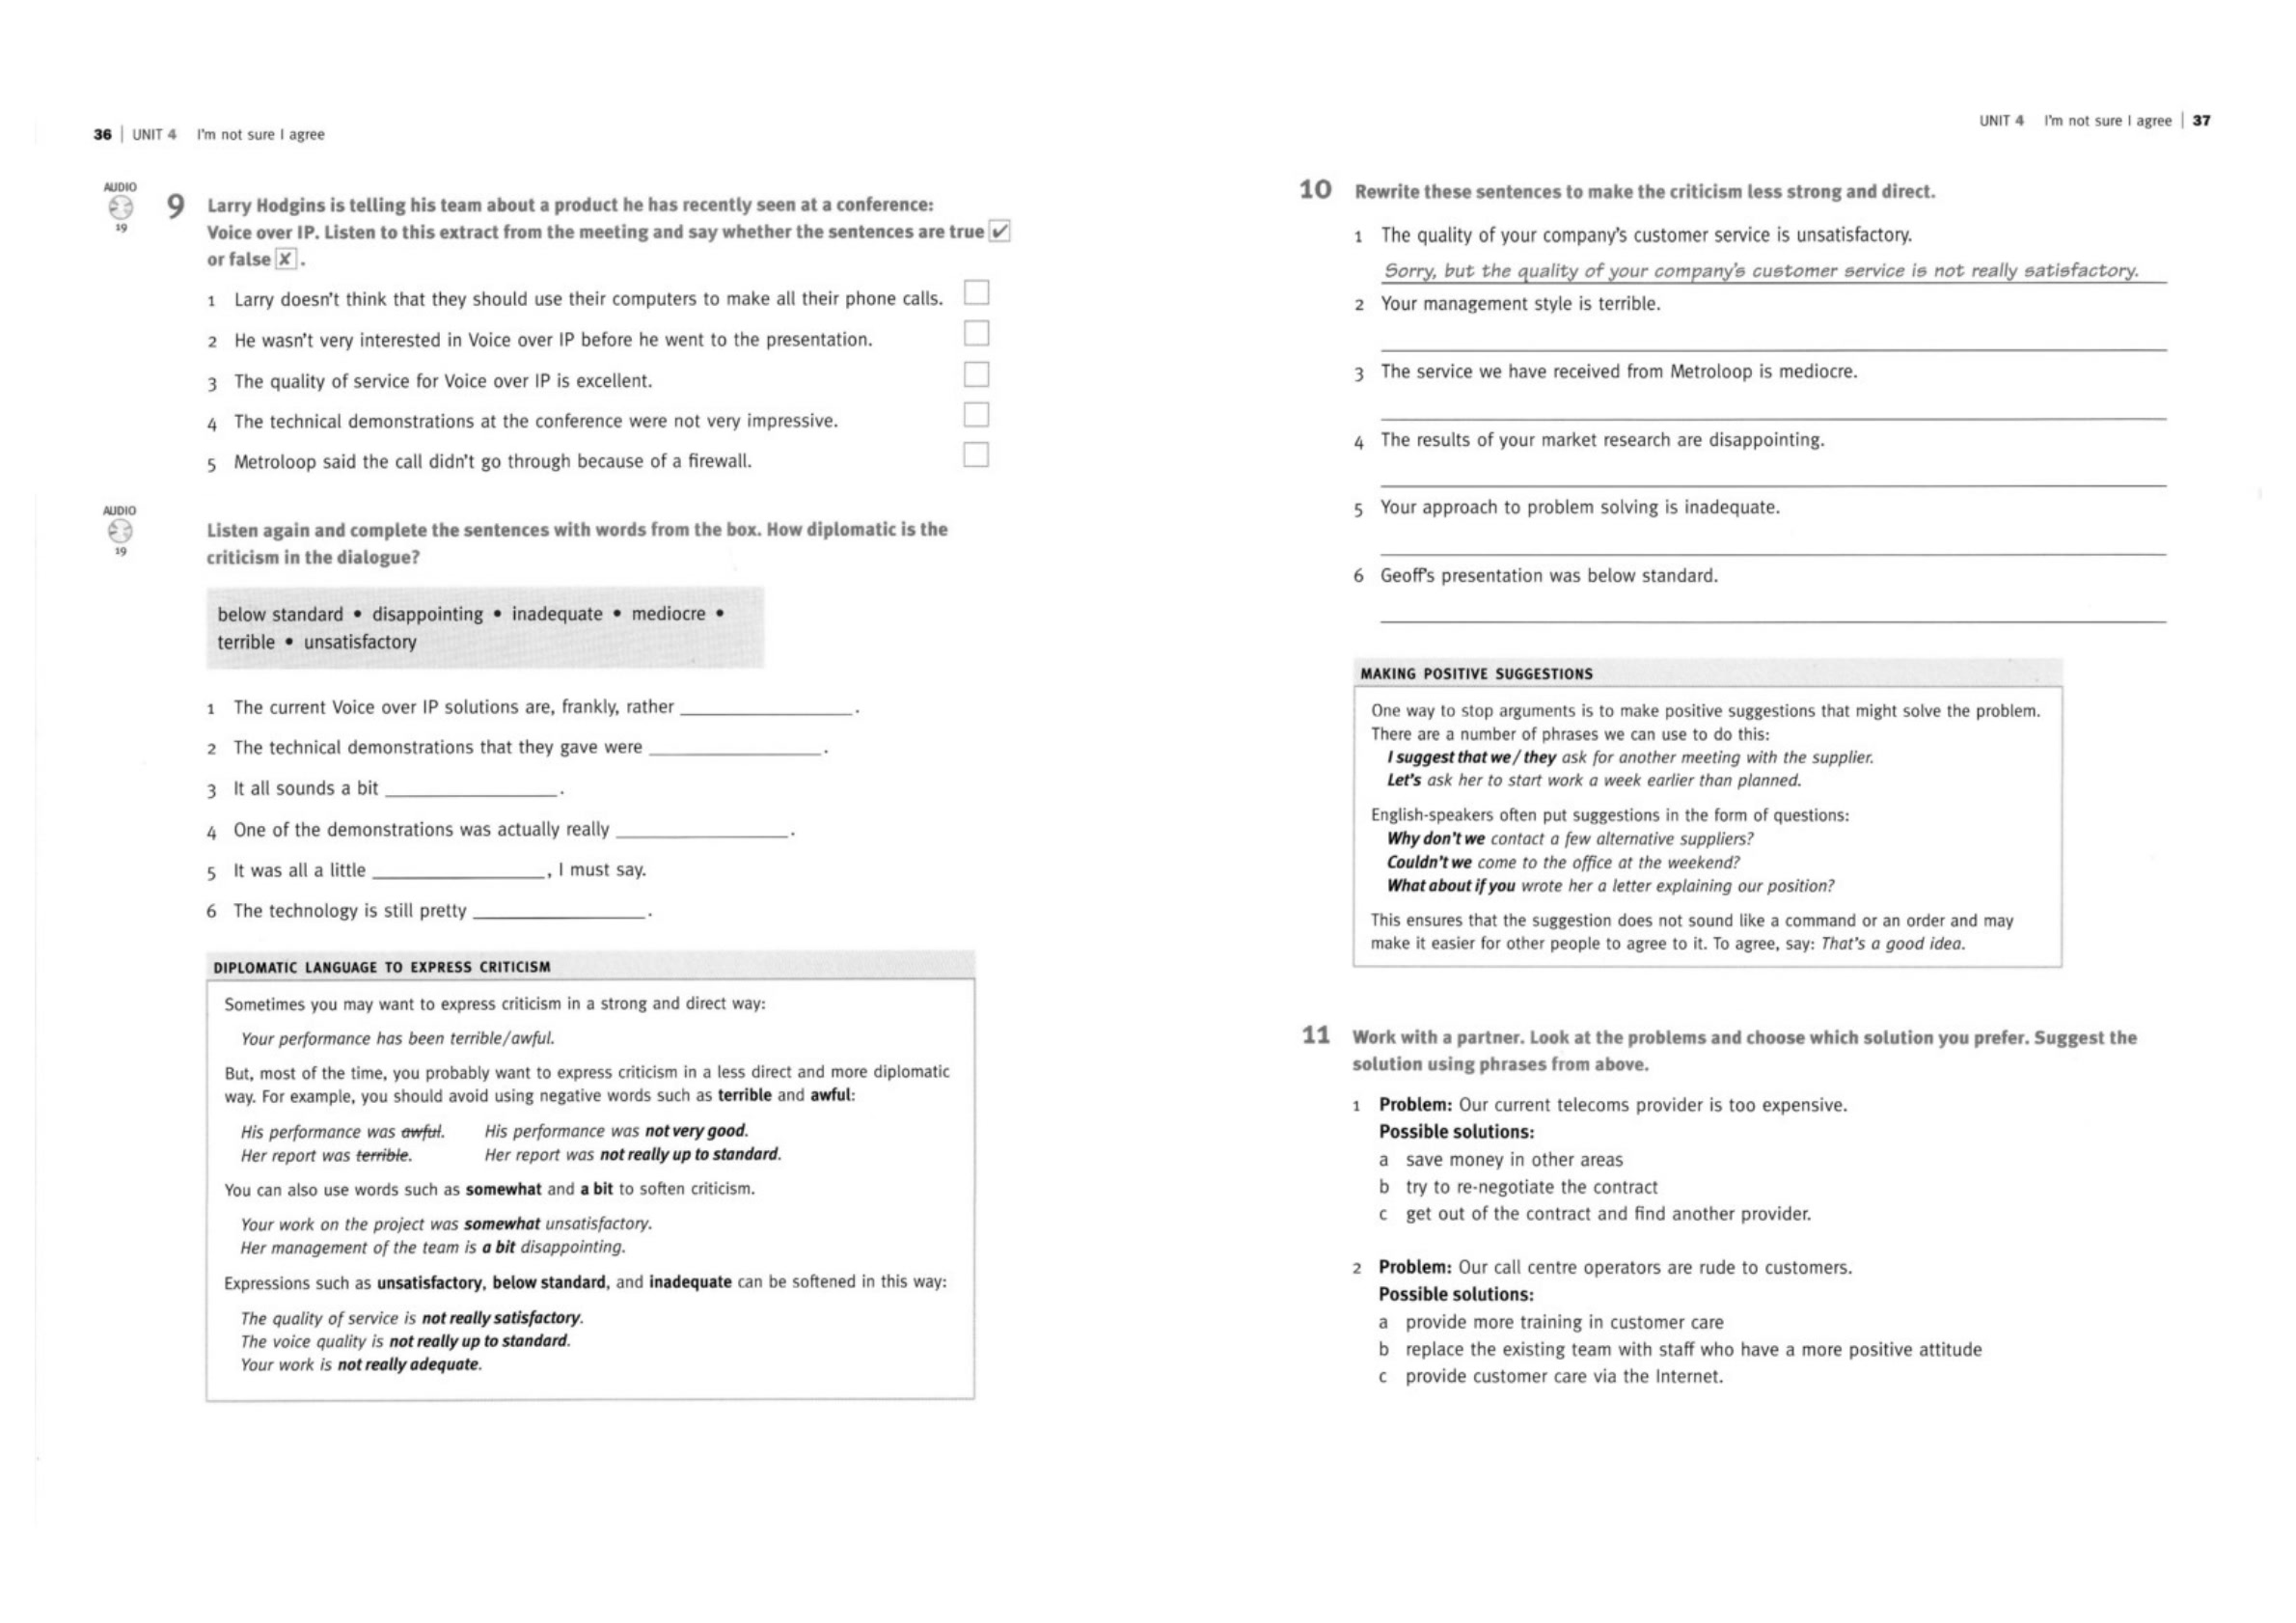 36 | UNIT 4 I'm not sure I agree
AUDIO
19
9 Larry Hodgins is telling his team about a product he has recently seen at a conference:
Voice over IP. Listen to this extract from the meeting and say whether the sentences are true ✓
or false ✗.
1 Larry doesn't think that they should use their computers to make all their phone calls.
2 He wasn't very interested in Voice over IP before he went to the presentation.
3 The quality of service for Voice over IP is excellent.
4 The technical demonstrations at the conference were not very impressive.
5 Metroloop said the call didn't go through because of a firewall.
AUDIO
19
Listen again and complete the sentences with words from the box. How diplomatic is the
criticism in the dialogue?
below standard • disappointing • inadequate • mediocre •
terrible • unsatisfactory
1 The current Voice over IP solutions are, frankly, rather ____________.
2 The technical demonstrations that they gave were ____________.
3 It all sounds a bit ____________.
4 One of the demonstrations was actually really ____________.
5 It was all a little ____________, I must say.
6 The technology is still pretty ____________.
DIPLOMATIC LANGUAGE TO EXPRESS CRITICISM
Sometimes you may want to express criticism in a strong and direct way:
Your performance has been terrible/awful.
But, most of the time, you probably want to express criticism in a less direct and more diplomatic
way. For example, you should avoid using negative words such as terrible and awful:
His performance was awful. His performance was not very good.
Her report was terrible. Her report was not really up to standard.
You can also use words such as somewhat and a bit to soften criticism.
Your work on the project was somewhat unsatisfactory.
Her management of the team is a bit disappointing.
Expressions such as unsatisfactory, below standard, and inadequate can be softened in this way:
The quality of service is not really satisfactory.
The voice quality is not really up to standard.
Your work is not really adequate.
UNIT 4 I'm not sure I agree | 37
10 Rewrite these sentences to make the criticism less strong and direct.
1 The quality of your company's customer service is unsatisfactory.
Sorry, but the quality of your company's customer service is not really satisfactory.
2 Your management style is terrible.
3 The service we have received from Metroloop is mediocre.
4 The results of your market research are disappointing.
5 Your approach to problem solving is inadequate.
6 Geoff's presentation was below standard.
MAKING POSITIVE SUGGESTIONS
One way to stop arguments is to make positive suggestions that might solve the problem.
There are a number of phrases we can use to do this:
I suggest that we/they ask for another meeting with the supplier.
Let's ask her to start work a week earlier than planned.
English-speakers often put suggestions in the form of questions:
Why don't we contact a few alternative suppliers?
Couldn't we come to the office at the weekend?
What about if you wrote her a letter explaining our position?
This ensures that the suggestion does not sound like a command or an order and may
make it easier for other people to agree to it. To agree, say: That's a good idea.
11 Work with a partner. Look at the problems and choose which solution you prefer. Suggest the
solution using phrases from above.
1 Problem: Our current telecoms provider is too expensive.
Possible solutions:
a save money in other areas
b try to re-negotiate the contract
c get out of the contract and find another provider.
2 Problem: Our call centre operators are rude to customers.
Possible solutions:
a provide more training in customer care
b replace the existing team with staff who have a more positive attitude
c provide customer care via the Internet.